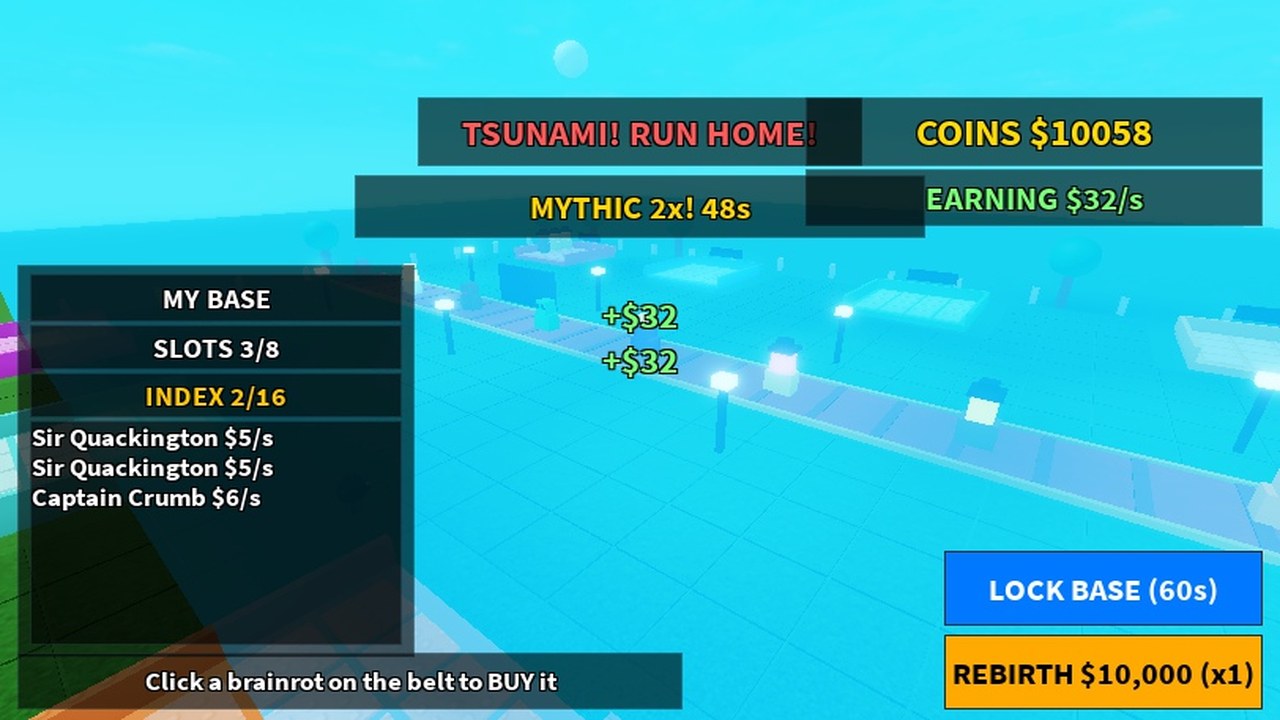 TSUNAMI! RUN HOME!
COINS $10058
MYTHIC 2x! 48s
EARNING $32/s
MY BASE
SLOTS 3/8
INDEX 2/16
Sir Quackington $5/s
Sir Quackington $5/s
Captain Crumb $6/s
+$32
+$32
LOCK BASE (60s)
REBIRTH $10,000 (x1)
Click a brainrot on the belt to BUY it